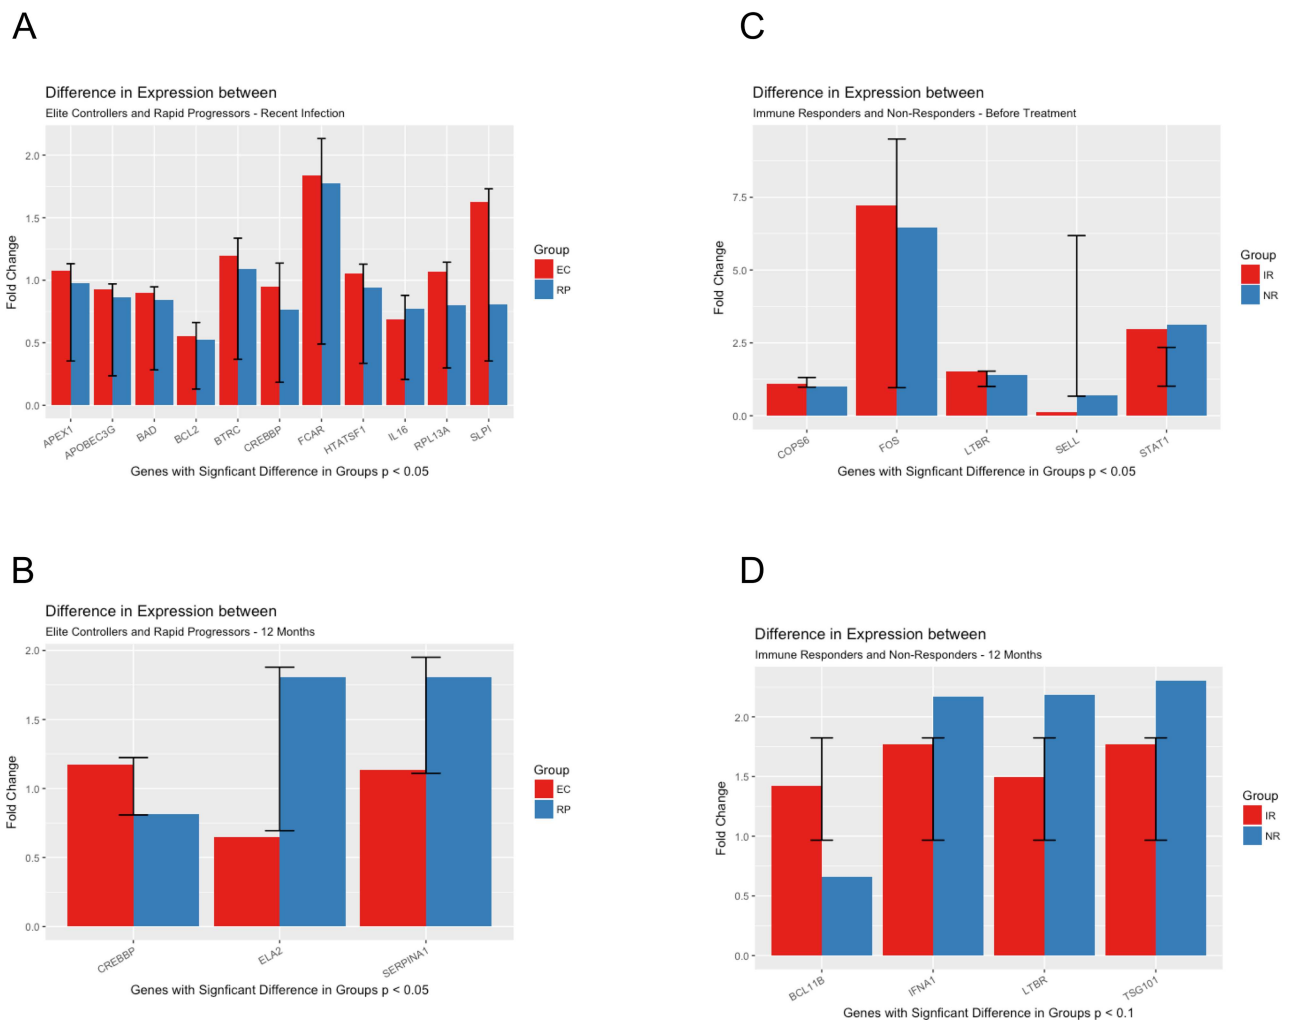 A
Difference in Expression between
Elite Controllers and Rapid Progressors - Recent Infection
Fold Change
2.0
1.5
1.0
0.5
0.0
APEX1
APOBEC3G
BAD
BCL2
BTRC
CREBBP
FCAR
HTATSF1
IL16
RPL13A
SLPI
Genes with Signficant Difference in Groups p < 0.05
Group
EC
RP
B
Difference in Expression between
Elite Controllers and Rapid Progressors - 12 Months
Fold Change
2.0
1.5
1.0
0.5
0.0
CREBBP
ELA2
SERPINA1
Genes with Signficant Difference in Groups p < 0.05
Group
EC
RP
C
Difference in Expression between
Immune Responders and Non-Responders - Before Treatment
Fold Change
7.5
5.0
2.5
0.0
COPS6
FOS
LTBR
SELL
STAT1
Genes with Signficant Difference in Groups p < 0.05
Group
IR
NR
D
Difference in Expression between
Immune Responders and Non-Responders - 12 Months
Fold Change
2.0
1.5
1.0
0.5
0.0
BCL11B
IFNA1
LTBR
TSG101
Genes with Signficant Difference in Groups p < 0.1
Group
IR
NR